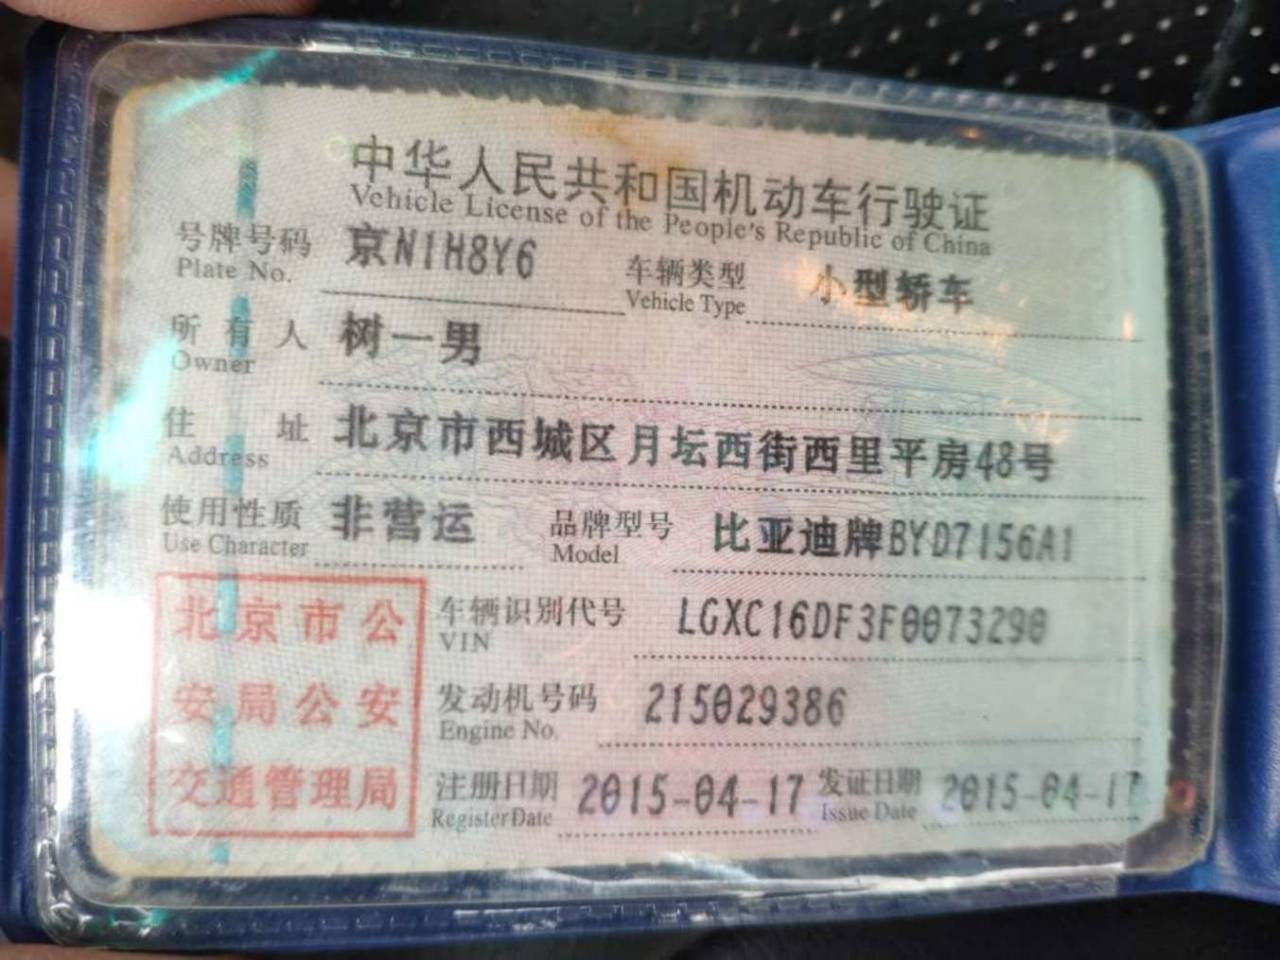 中华人民共和国机动车行驶证
Vehicle License of the People's Republic of China
号牌号码 京N1H8Y6 车辆类型 小型轿车
Plate No. Vehicle Type
所有人 树一男
Owner
住址 北京市西城区月坛西街西里平房48号
Address
使用性质 非营运 品牌型号 比亚迪牌BYD7156A1
Use Character Model
北京市公 车辆识别代号 LGXC16DF3F0073290
VIN
安局公安 发动机号码 215029386
Engine No.
交通管理局 注册日期 2015-04-17 发证日期 2015-04-17
Register Date Issue Date